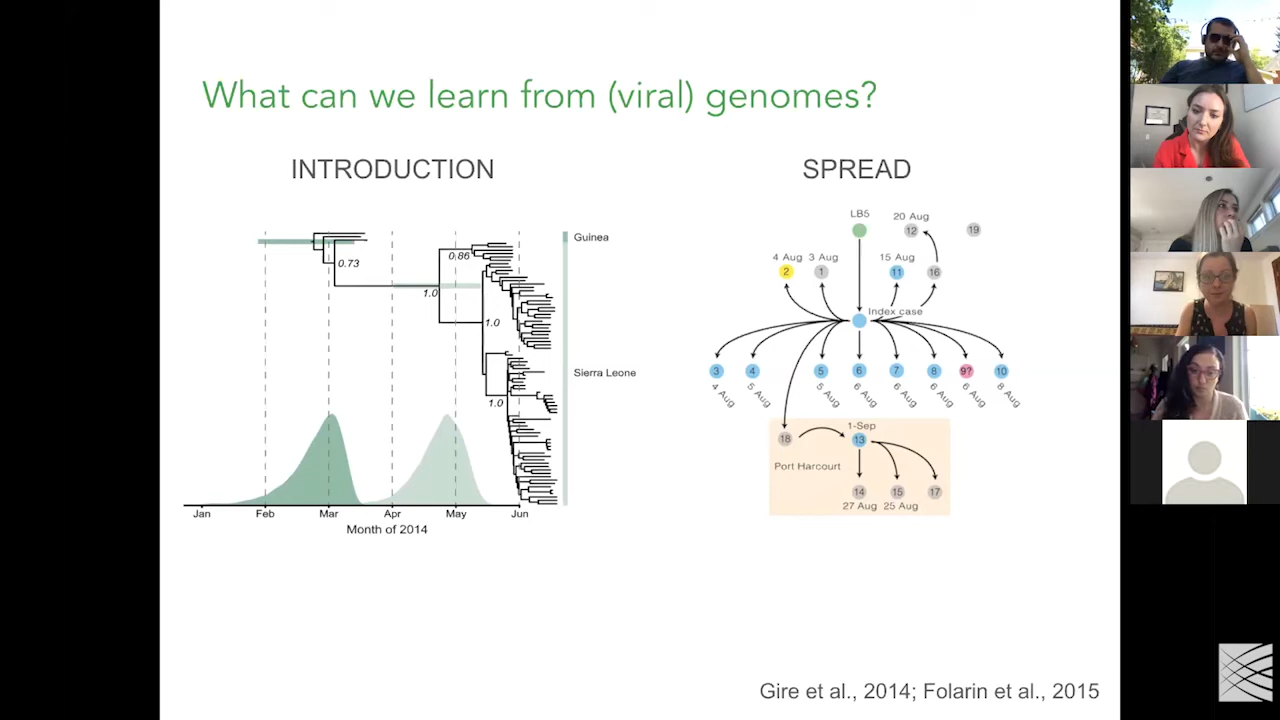 What can we learn from (viral) genomes?
INTRODUCTION
SPREAD
Guinea
Sierra Leone
0.73
0.86
1.0
1.0
1.0
Jan Feb Mar Apr May Jun
Month of 2014
LB5
20 Aug
12
19
4 Aug 3 Aug
15 Aug
2 1 11 16
Index case
3 4 5 6 7 8 9? 10
4 Aug 5 Aug 5 Aug 6 Aug 6 Aug 6 Aug 6 Aug 8 Aug
1-Sep
18 13
Port Harcourt
14 15 17
27 Aug 25 Aug
Gire et al., 2014; Folarin et al., 2015